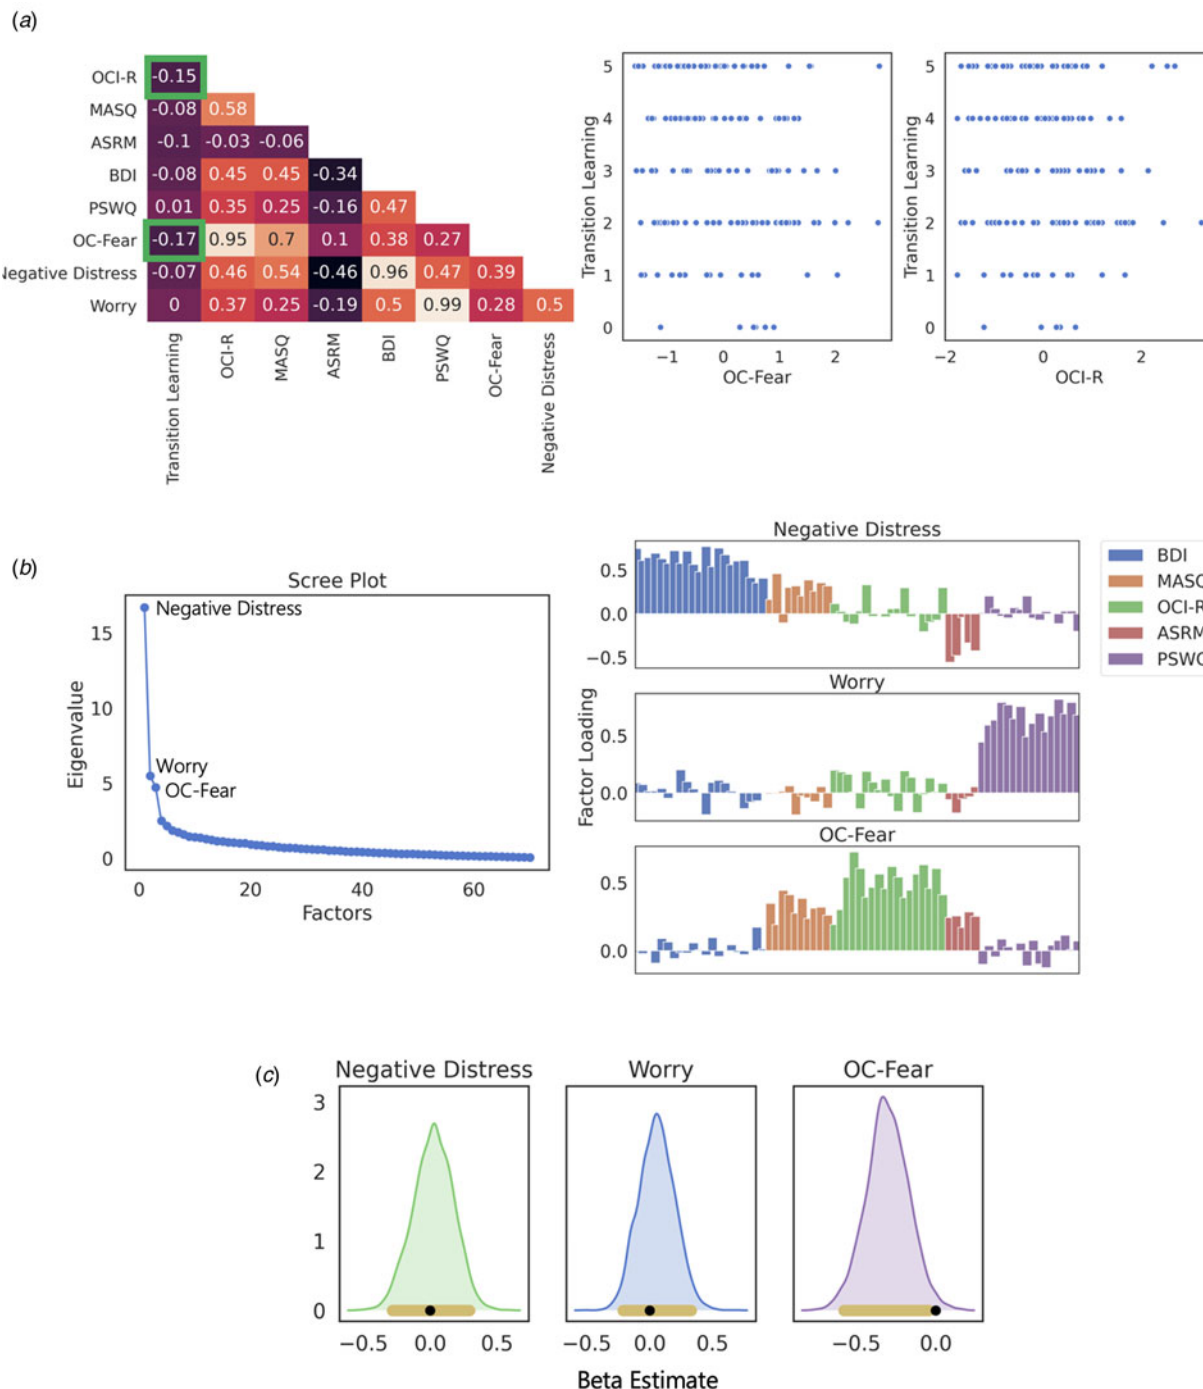 (a)
OCI-R -0.15
MASQ -0.08 0.58
ASRM -0.1 -0.03 -0.06
BDI -0.08 0.45 0.45 -0.34
PSWQ 0.01 0.35 0.25 -0.16 0.47
OC-Fear -0.17 0.95 0.7 0.1 0.38 0.27
Negative Distress -0.07 0.46 0.54 -0.46 0.96 0.47 0.39
Worry 0 0.37 0.25 -0.19 0.5 0.99 0.28 0.5
Transition Learning
OCI-R
MASQ
ASRM
BDI
PSWQ
OC-Fear
Negative Distress
Transition Learning
5
4
3
2
1
0
−1 0 1 2
OC-Fear
Transition Learning
5
4
3
2
1
0
−2 0 2
OCI-R
(b)
Scree Plot
Eigenvalue
15
10
5
0
Negative Distress
Worry
OC-Fear
0 20 40 60
Factors
Factor Loading
Negative Distress
0.5
0.0
−0.5
Worry
0.5
0.0
OC-Fear
0.5
0.0
BDI
MASQ
OCI-R
ASRM
PSWQ
(c)
Negative Distress
Worry
OC-Fear
3
2
1
0
−0.5 0.0 0.5
−0.5 0.0 0.5
−0.5 0.0
Beta Estimate